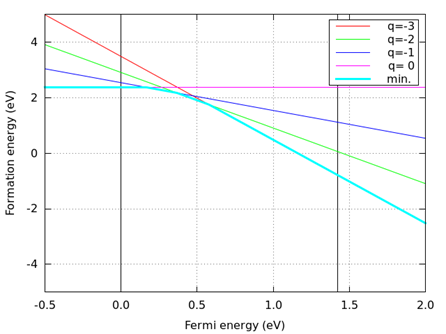 q=-3
q=-2
q=-1
q= 0
min.
4
2
0
-2
-4
Formation energy (eV)
-0.5 0.0 0.5 1.0 1.5 2.0
Fermi energy (eV)